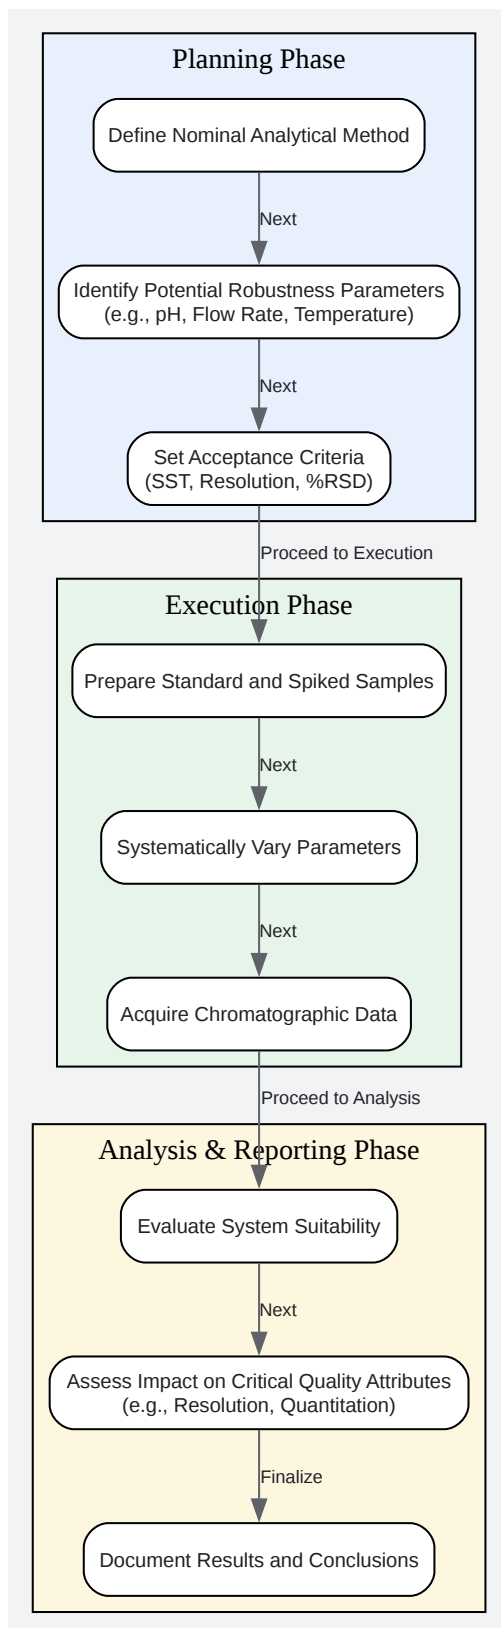 Planning Phase
Define Nominal Analytical Method
Next
Identify Potential Robustness Parameters
(e.g., pH, Flow Rate, Temperature)
Next
Set Acceptance Criteria
(SST, Resolution, %RSD)
Proceed to Execution
Execution Phase
Prepare Standard and Spiked Samples
Next
Systematically Vary Parameters
Next
Acquire Chromatographic Data
Proceed to Analysis
Analysis & Reporting Phase
Evaluate System Suitability
Next
Assess Impact on Critical Quality Attributes
(e.g., Resolution, Quantitation)
Finalize
Document Results and Conclusions